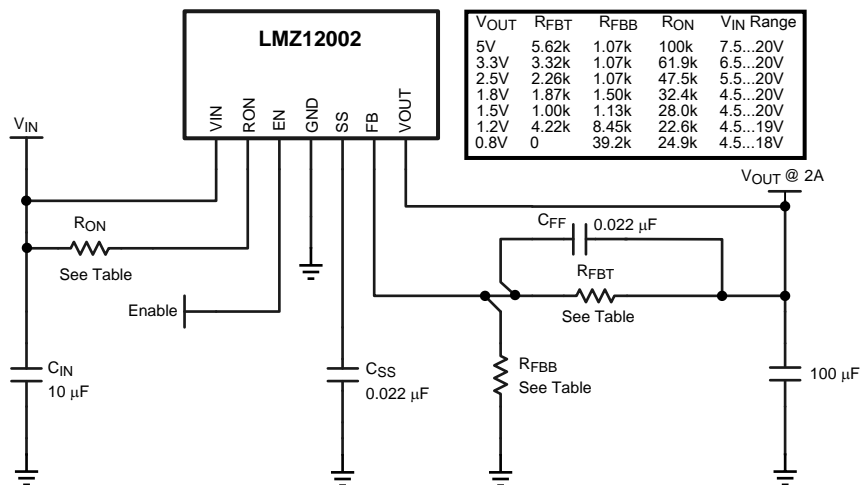 LMZ12002
VIN
RON
EN
GND
SS
FB
VOUT
VOUT RFBT RFBB RON VIN Range
5V 5.62k 1.07k 100k 7.5...20V
3.3V 3.32k 1.07k 61.9k 6.5...20V
2.5V 2.26k 1.07k 47.5k 5.5...20V
1.8V 1.87k 1.50k 32.4k 4.5...20V
1.5V 1.00k 1.13k 28.0k 4.5...20V
1.2V 4.22k 8.45k 22.6k 4.5...19V
0.8V 0 39.2k 24.9k 4.5...18V
VIN
VOUT @ 2A
RON
See Table
CFF 0.022 μF
RFBT
See Table
Enable
CIN
10 μF
CSS
0.022 μF
RFBB
See Table
100 μF